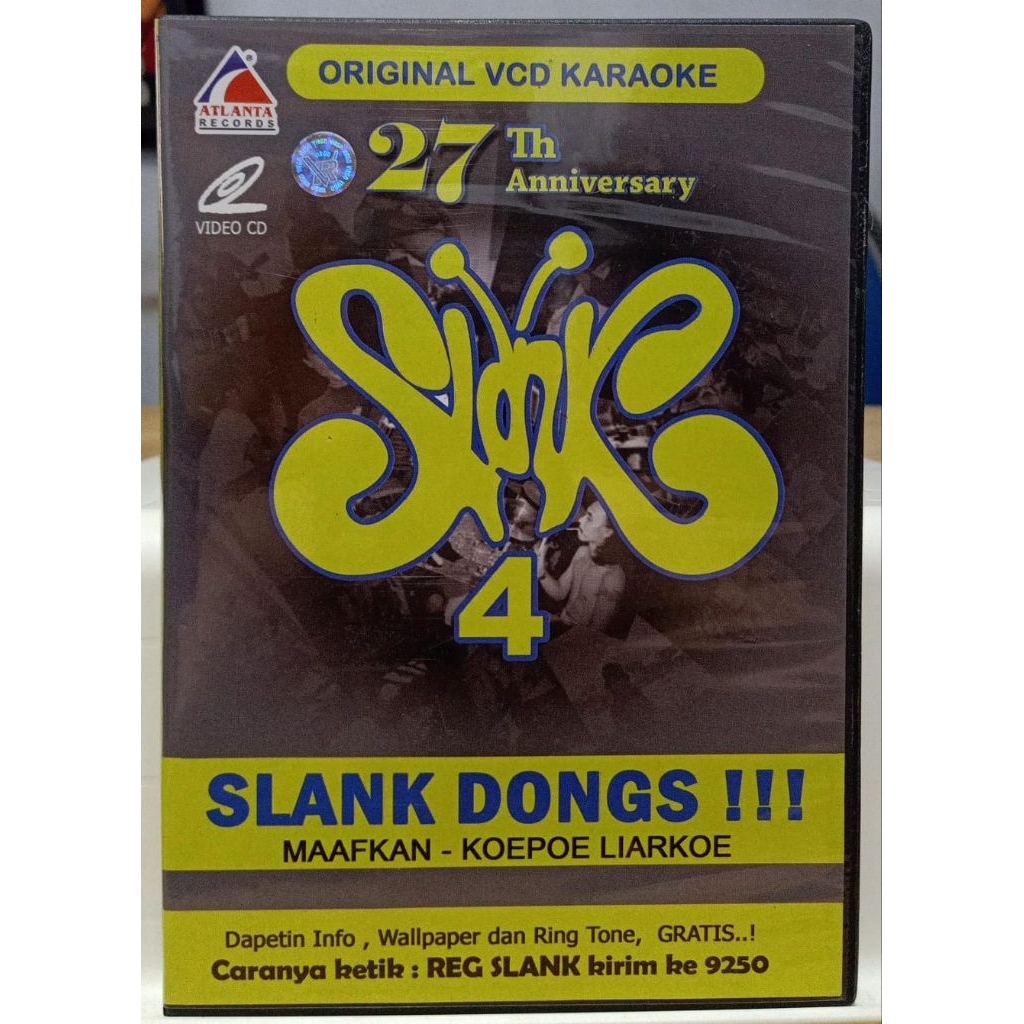 ORIGINAL VCD KARAOKE
ATLANTA
RECORDS
27 Th
Anniversary
VIDEO CD
Slank
4
SLANK DONGS !!!
MAAFKAN - KOEPOE LIARKOE
Dapetin Info , Wallpaper dan Ring Tone, GRATIS..!
Caranya ketik : REG SLANK kirim ke 9250